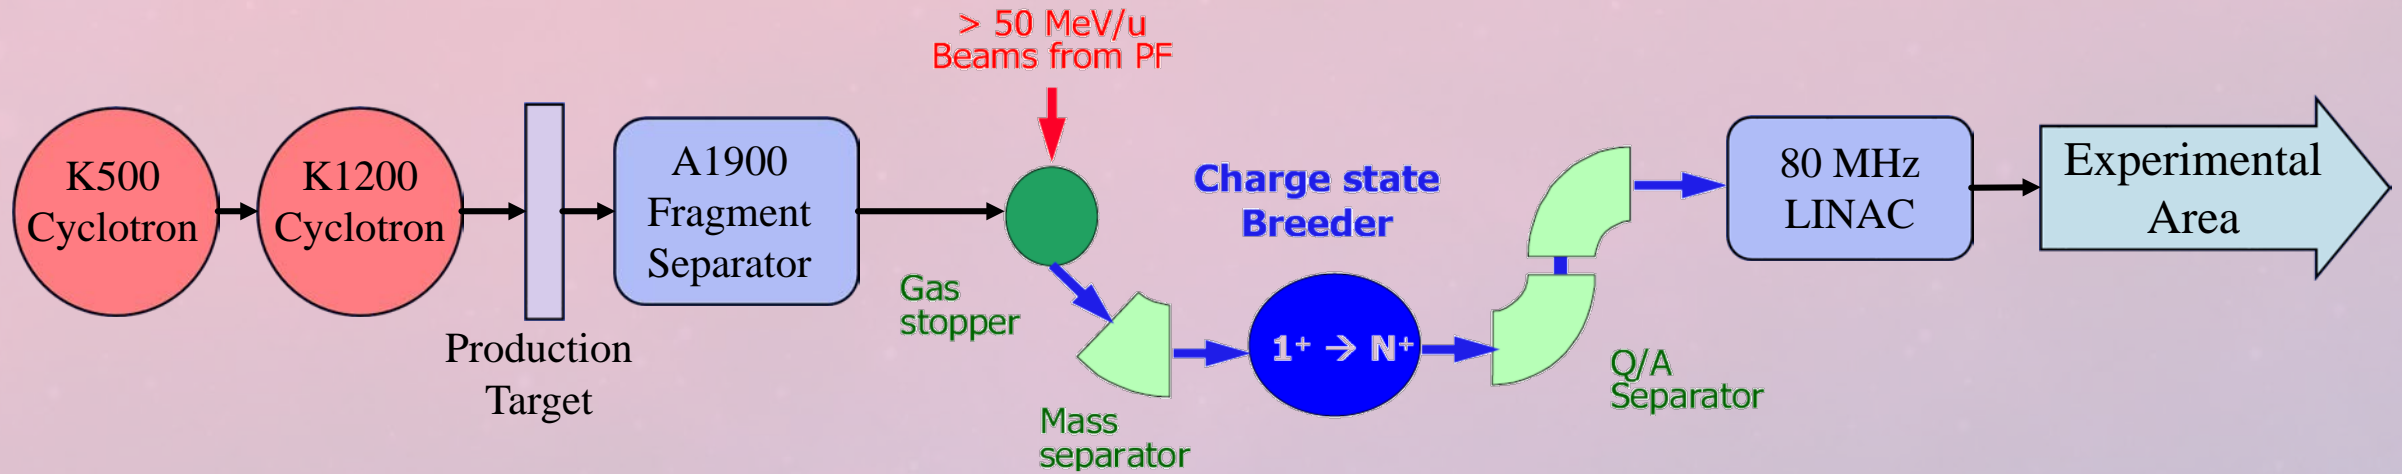 > 50 MeV/u
Beams from PF
K500
Cyclotron
K1200
Cyclotron
Production
Target
A1900
Fragment
Separator
Gas
stopper
Mass
separator
Charge state
Breeder
1⁺ → N⁺
Q/A
Separator
80 MHz
LINAC
Experimental
Area